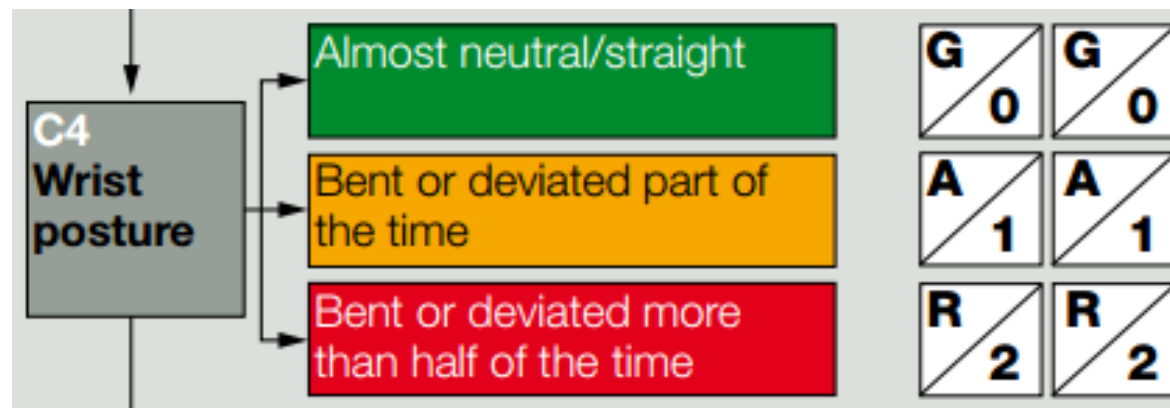 C4
Wrist
posture
Almost neutral/straight
G 0 G 0
Bent or deviated part of
the time
A 1 A 1
Bent or deviated more
than half of the time
R 2 R 2